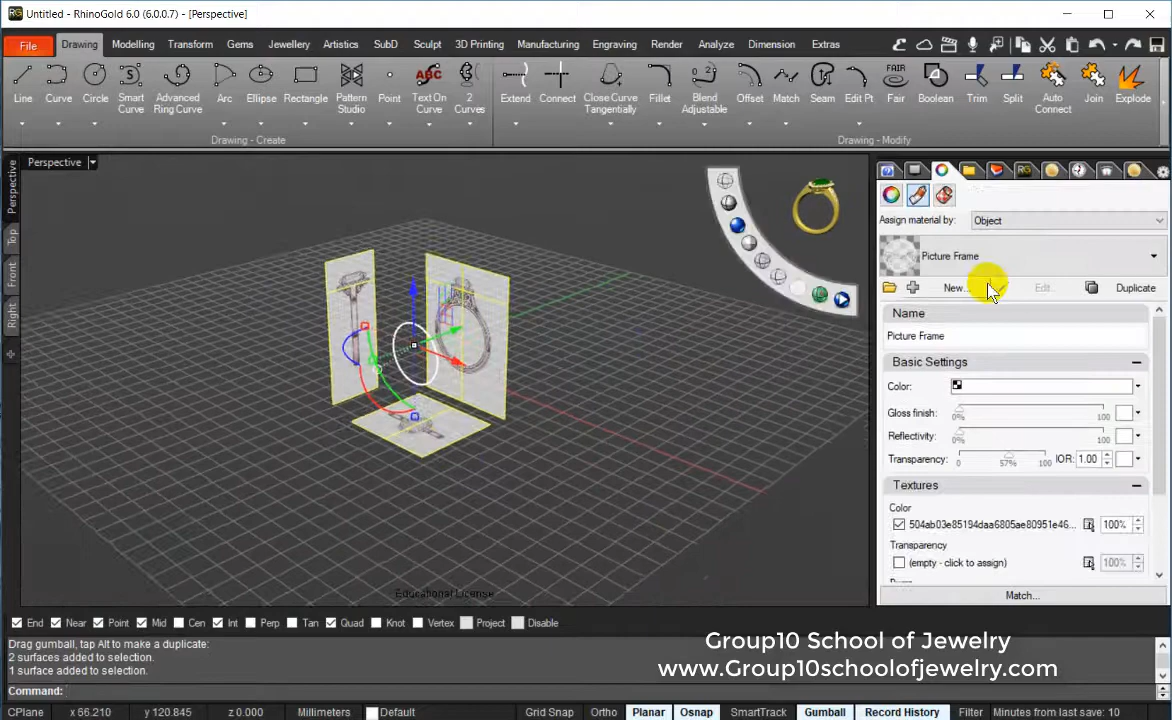 Untitled - RhinoGold 6.0 (6.0.0.7) - [Perspective]
File Drawing Modelling Transform Gems Jewellery Artistics SubD Sculpt 3D Printing Manufacturing Engraving Render Analyze Dimension Extras
Line Curve Circle Smart Curve Advanced Ring Curve Arc Ellipse Rectangle Pattern Studio Point Text On Curve 2 Curves Extend Connect Close Curve Tangentially Fillet Blend Adjustable Offset Match Seam Edit Pt Fair Boolean Trim Split Auto Connect Join Explode
ABC
FAIR
Drawing - Create Drawing - Modify
Perspective
Perspective
Top
Front
Right
Assign material by: Object
Picture Frame
New... Edit... Duplicate
Name
Picture Frame
Basic Settings
Color:
Gloss finish: 0% 100
Reflectivity: 0% 100
Transparency: 0 57% 100 IOR: 1.00
Textures
Color
504ab03e85194daa6805ae80951e46... 100%
Transparency
(empty - click to assign) 100%
Match...
Educational License
End Near Point Mid Cen Int Perp Tan Quad Knot Vertex Project Disable
Drag gumball, tap Alt to make a duplicate:
2 surfaces added to selection.
1 surface added to selection.
Command:
Group10 School of Jewelry
www.Group10schoolofjewelry.com
CPlane x 66.210 y 120.845 z 0.000 Millimeters Default Grid Snap Ortho Planar Osnap SmartTrack Gumball Record History Filter Minutes from last save: 10